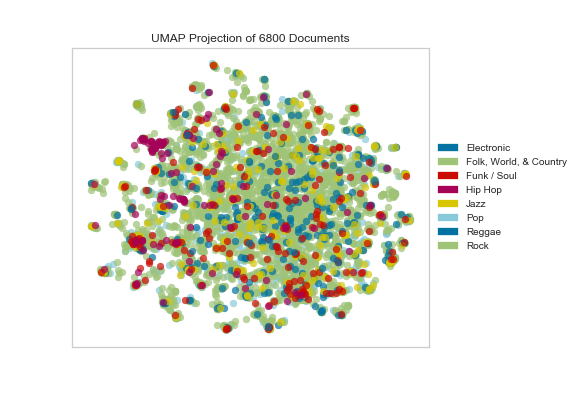 UMAP Projection of 6800 Documents
Electronic
Folk, World, & Country
Funk / Soul
Hip Hop
Jazz
Pop
Reggae
Rock